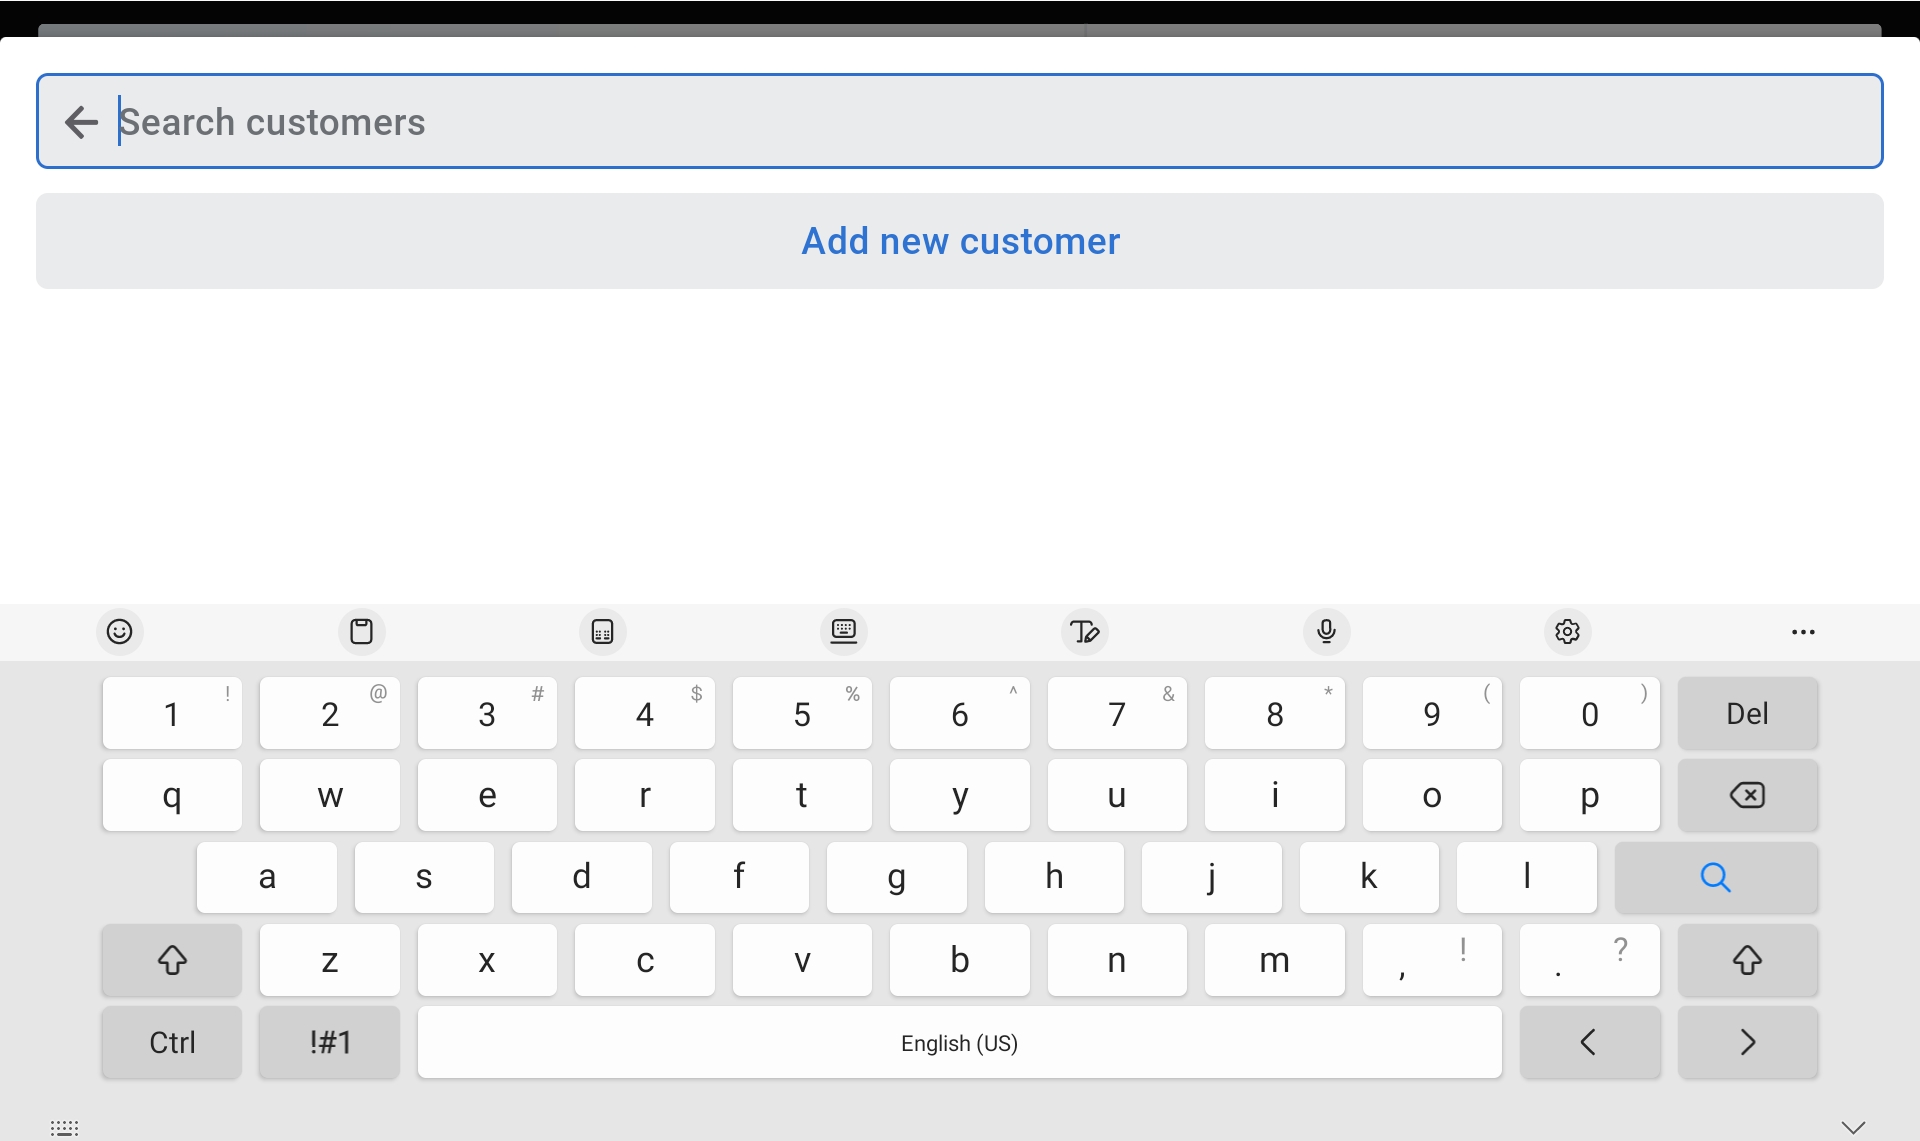 Search customers
Add new customer
1 ! 2 @ 3 # 4 $ 5 % 6 ^ 7 & 8 * 9 ( 0 ) Del
q w e r t y u i o p
a s d f g h j k l
z x c v b n m , ! . ?
Ctrl !#1 English (US) < >